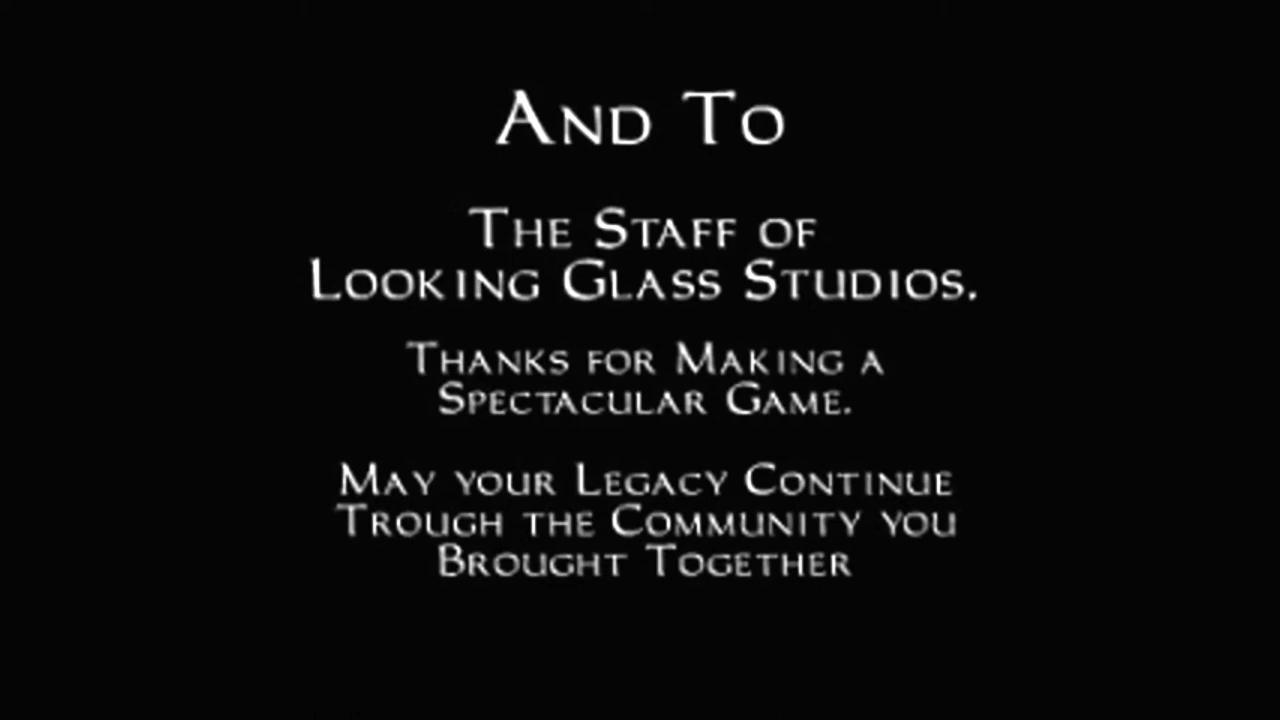 And To
The Staff of
Looking Glass Studios.
Thanks for Making a
Spectacular Game.
May your Legacy Continue
Trough the Community you
Brought Together